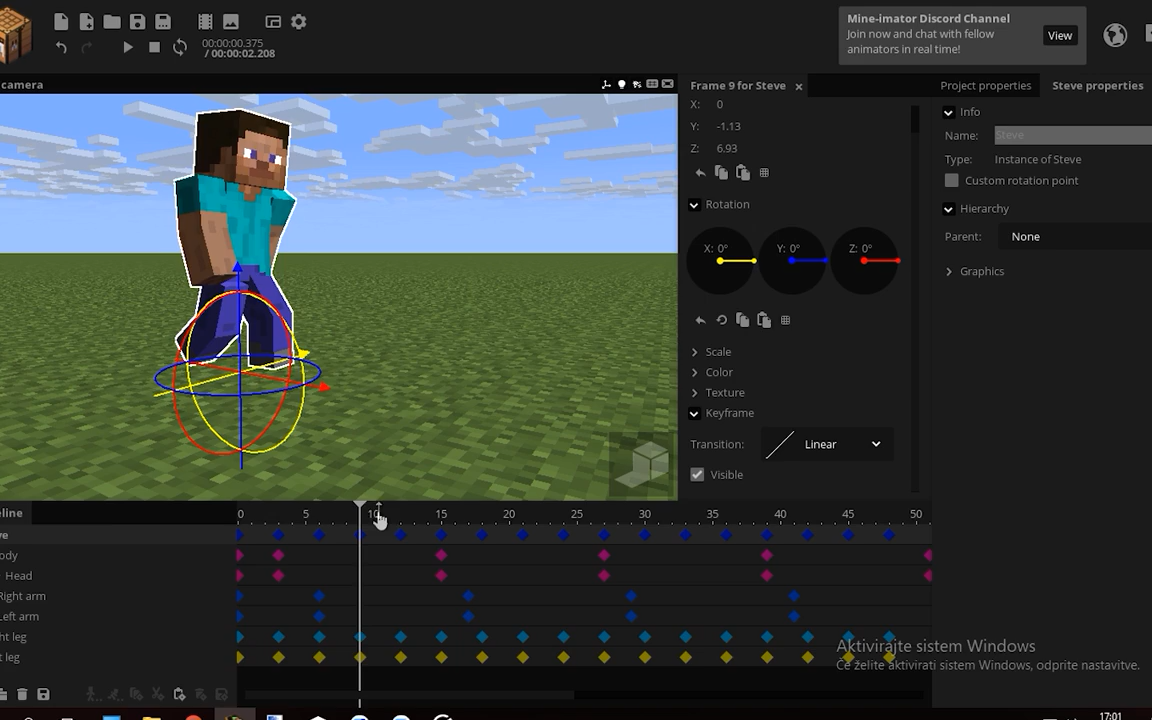 00:00:00.375
/ 00:00:02.208
Mine-imator Discord Channel
Join now and chat with fellow
animators in real time!
View
camera
Frame 9 for Steve
Project properties
Steve properties
X: 0
Y: -1.13
Z: 6.93
Rotation
X: 0°
Y: 0°
Z: 0°
Scale
Color
Texture
Keyframe
Transition:
Linear
Visible
Info
Name: Steve
Type: Instance of Steve
Custom rotation point
Hierarchy
Parent: None
Graphics
eline
0 5 10 15 20 25 30 35 40 45 50
ve
ody
Head
Right arm
Left arm
ht leg
t leg
Aktivirajte sistem Windows
Če želite aktivirati sistem Windows, odprite nastavitve.
17:01